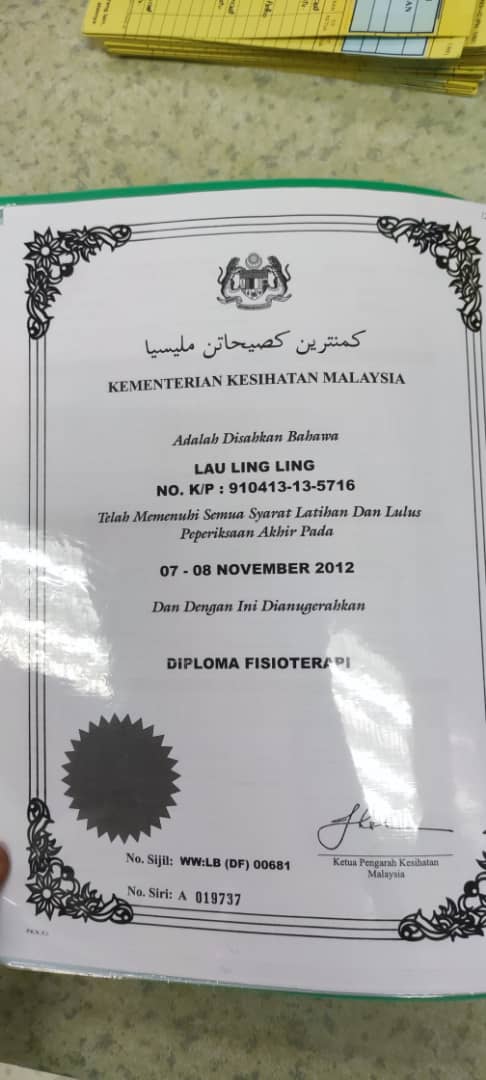 كمنترين كصيحاتن مليسيا
KEMENTERIAN KESIHATAN MALAYSIA
Adalah Disahkan Bahawa
LAU LING LING
NO. K/P : 910413-13-5716
Telah Memenuhi Semua Syarat Latihan Dan Lulus
Peperiksaan Akhir Pada
07 - 08 NOVEMBER 2012
Dan Dengan Ini Dianugerahkan
DIPLOMA FISIOTERAPI
No. Sijil: WW:LB (DF) 00681
Ketua Pengarah Kesihatan
Malaysia
No. Siri: A 019737